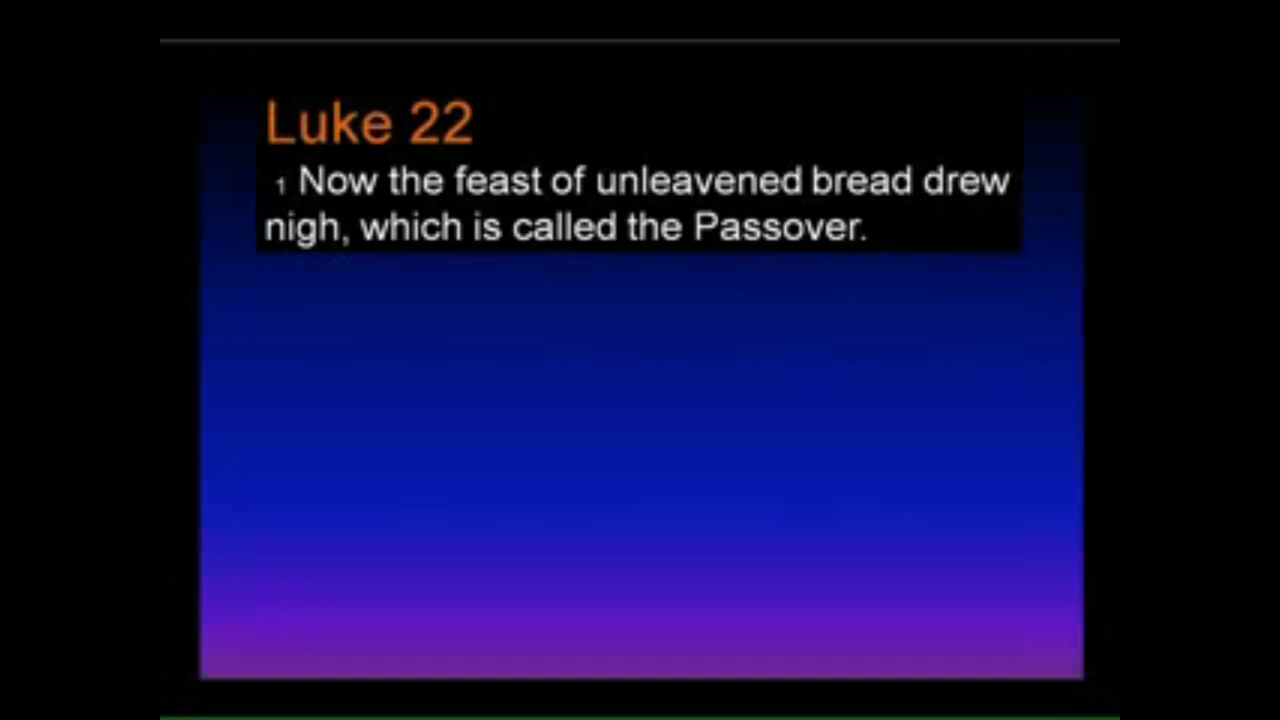 Luke 22
1 Now the feast of unleavened bread drew
nigh, which is called the Passover.